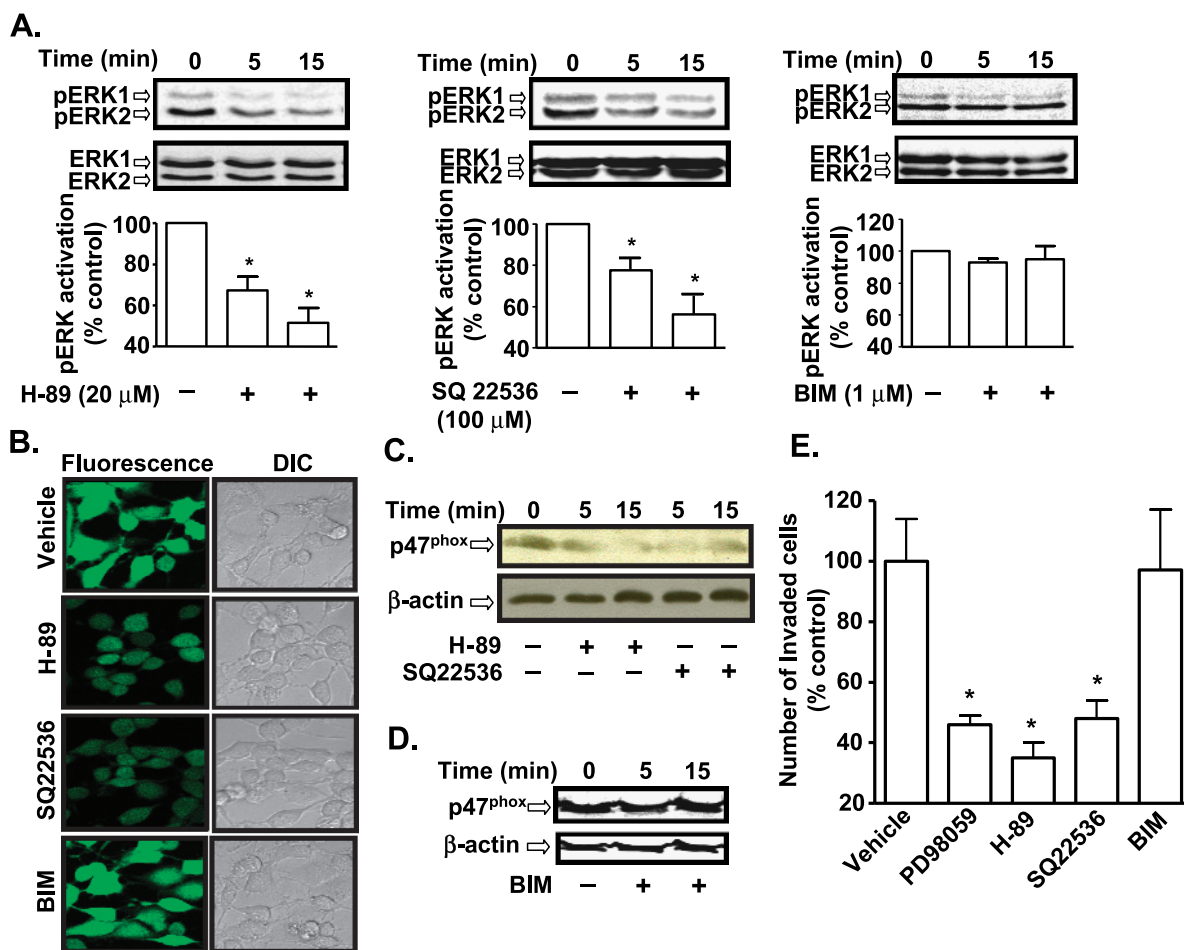 A.
Time (min) 0 5 15
pERK1⇨
pERK2⇨
ERK1⇨
ERK2⇨
pERK activation
(% control)
100
80
60
40
H-89 (20 μM) – + +
Time (min) 0 5 15
pERK1⇨
pERK2⇨
ERK1⇨
ERK2⇨
pERK activation
(% control)
100
80
60
40
SQ 22536 – + +
(100 μM)
Time (min) 0 5 15
pERK1⇨
pERK2⇨
ERK1⇨
ERK2⇨
pERK activation
(% control)
120
100
80
60
40
BIM (1 μM) – + +
* *
* *
B.
Fluorescence DIC
Vehicle
H-89
SQ22536
BIM
C.
Time (min) 0 5 15 5 15
p47phox⇨
β-actin⇨
H-89 – + + – –
SQ22536 – – – + +
D.
Time (min) 0 5 15
p47phox⇨
β-actin⇨
BIM – + +
E.
Number of Invaded cells
(% control)
120
100
80
60
40
20
* * *
Vehicle
PD98059
H-89
SQ22536
BIM